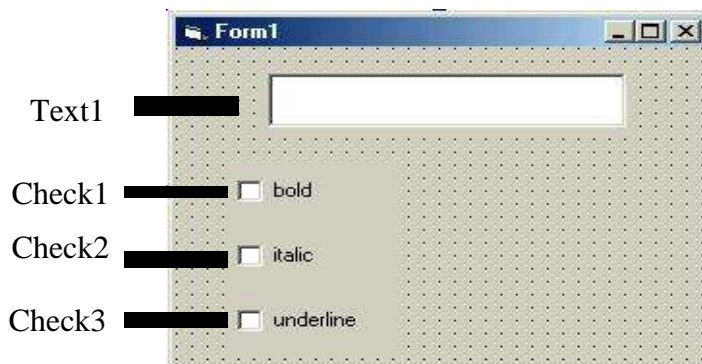 Form1
Text1
Check1
bold
Check2
italic
Check3
underline